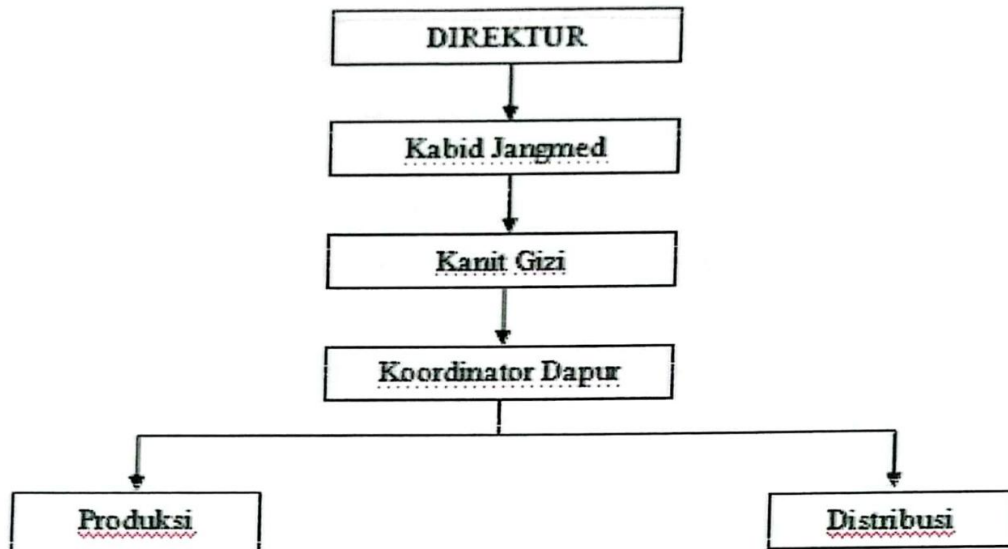 DIREKTUR
Kabid Jangmed
Kanit Gizi
Koordinator Dapur
Produksi
Distribusi